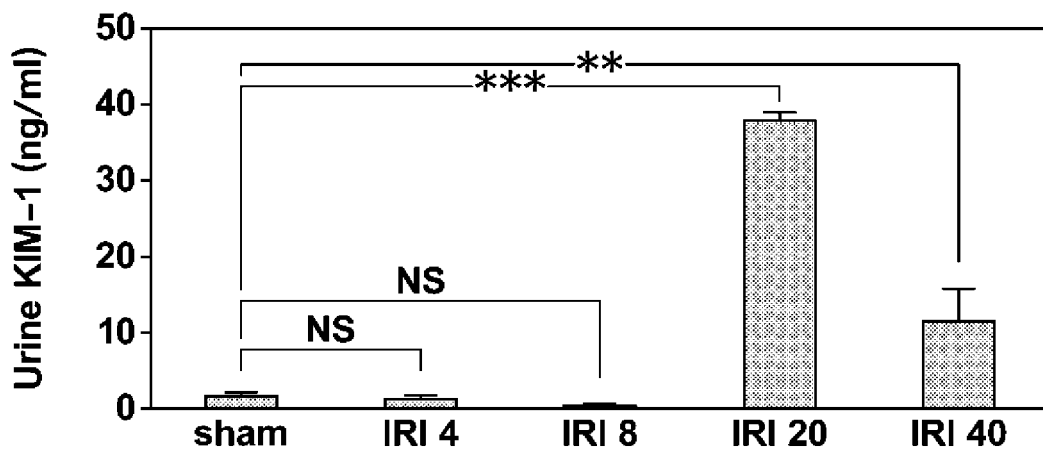 Urine KIM−1 (ng/ml)
50
40
30
20
10
0
**
***
NS
NS
sham IRI 4 IRI 8 IRI 20 IRI 40